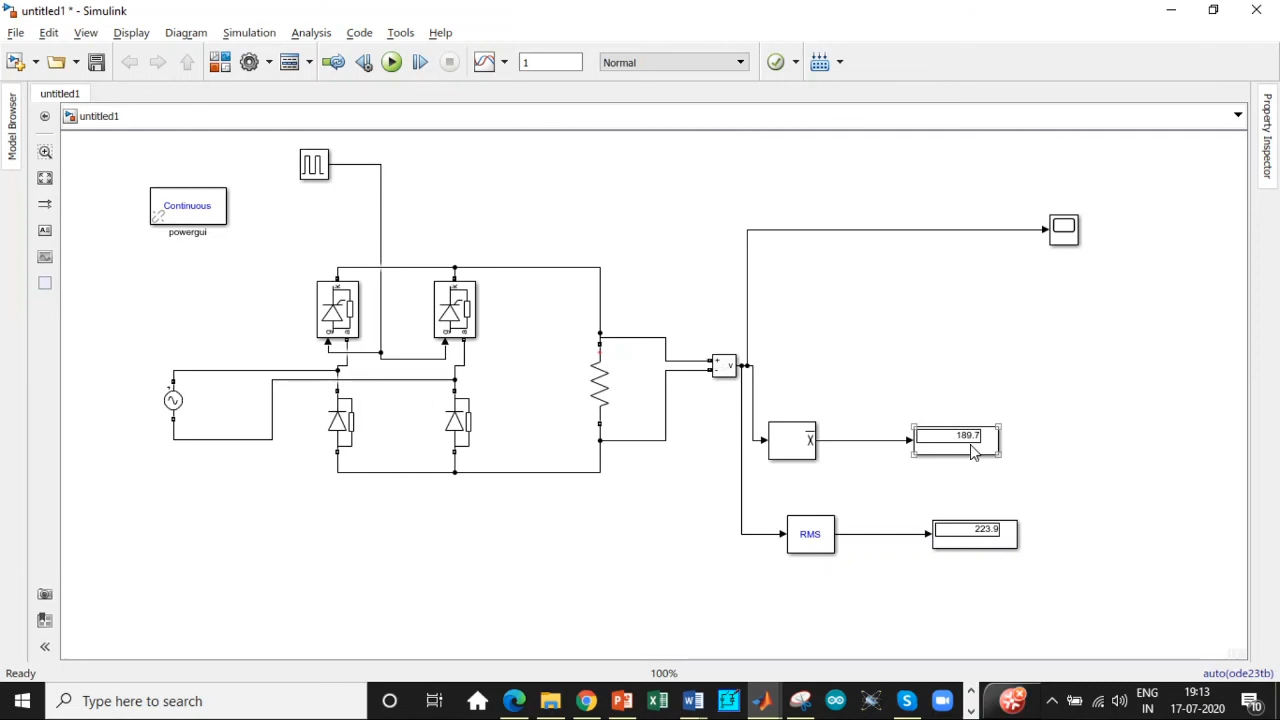 untitled1 * - Simulink
File Edit View Display Diagram Simulation Analysis Code Tools Help
1
Normal
untitled1
untitled1
Model Browser
Property Inspector
Continuous
powergui
k
k
g
a
g
a
+
+
v
-
189.7
RMS
223.9
Ready
100%
auto(ode23tb)
Type here to search
ENG
IN
19:13
17-07-2020
10